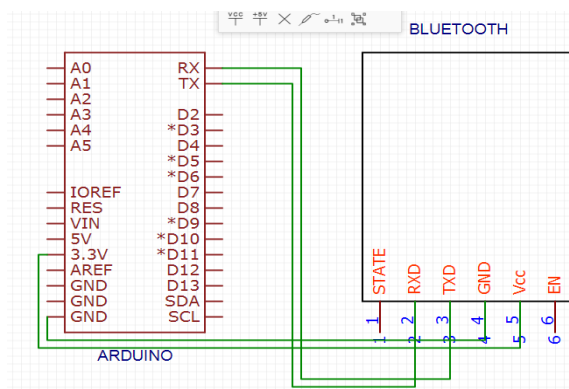 VCC +5V
BLUETOOTH
A0 RX
A1 TX
A2
A3 D2
A4 *D3
A5 D4
*D5
*D6
IOREF D7
RES D8
VIN *D9
5V *D10
3.3V *D11
AREF D12
GND D13
GND SDA
GND SCL
ARDUINO
STATE RXD TXD GND Vcc EN
1 2 3 4 5 6
1 2 3 4 5 6